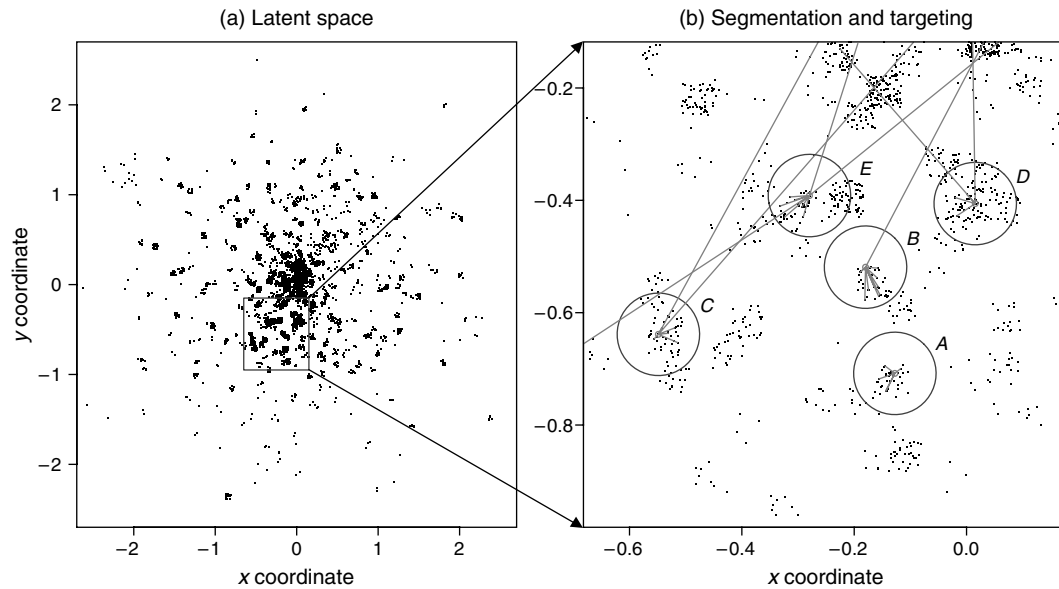 (a) Latent space
(b) Segmentation and targeting
2
1
0
−1
−2
y coordinate
−2
−1
0
1
2
x coordinate
−0.2
−0.4
−0.6
−0.8
E
D
B
C
A
−0.6
−0.4
−0.2
0.0
x coordinate